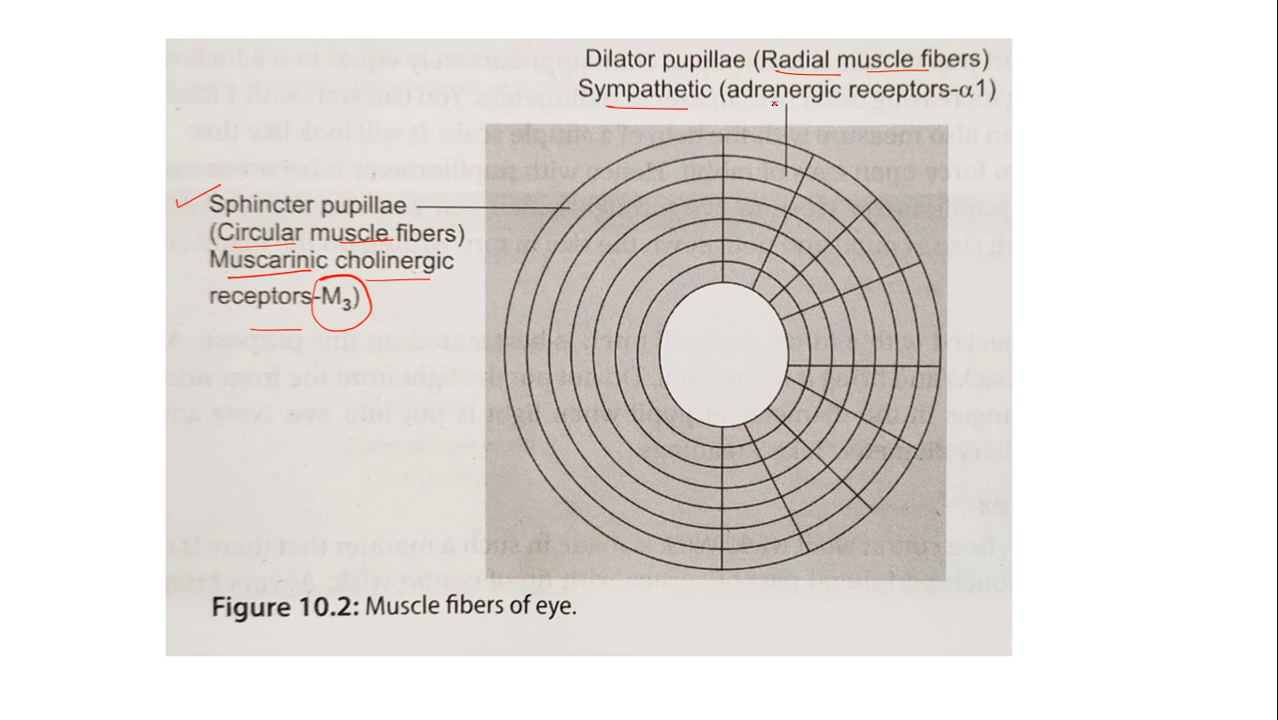 Dilator pupillae (Radial muscle fibers)
Sympathetic (adrenergic receptors-α1)
Sphincter pupillae
(Circular muscle fibers)
Muscarinic cholinergic
receptors-M₃)
Figure 10.2: Muscle fibers of eye.